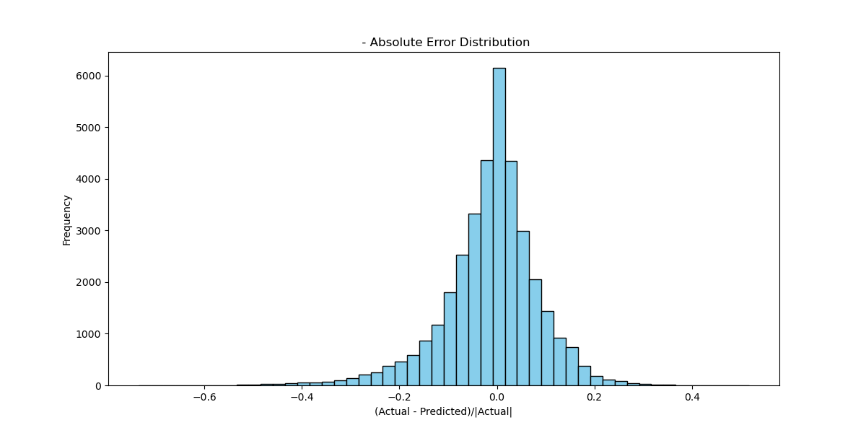 - Absolute Error Distribution
6000
5000
4000
3000
2000
1000
0
Frequency
−0.6 −0.4 −0.2 0.0 0.2 0.4
(Actual - Predicted)/|Actual|